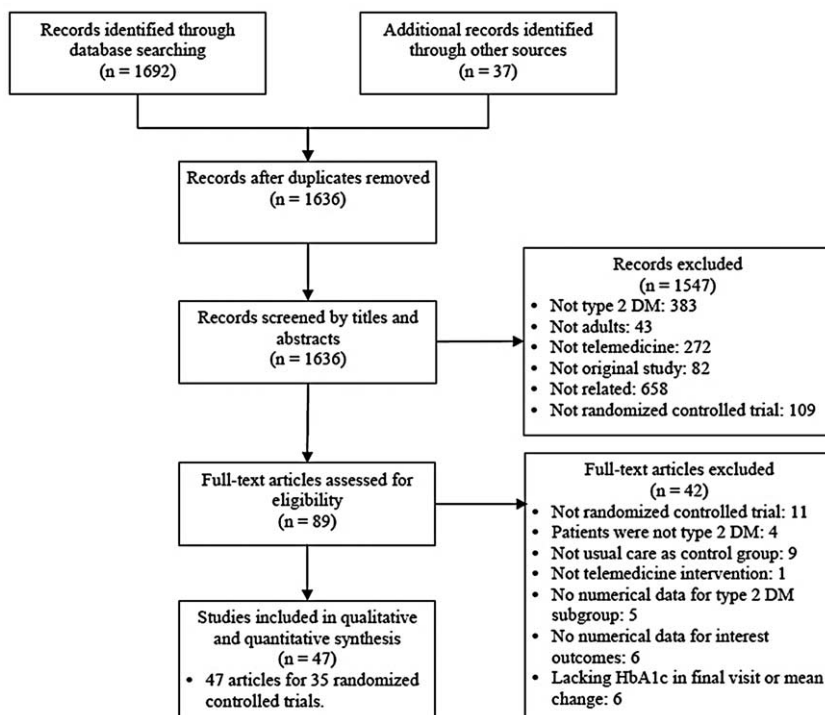 Records identified through
database searching
(n = 1692)
Additional records identified
through other sources
(n = 37)
Records after duplicates removed
(n = 1636)
Records screened by titles and
abstracts
(n = 1636)
Records excluded
(n = 1547)
• Not type 2 DM: 383
• Not adults: 43
• Not telemedicine: 272
• Not original study: 82
• Not related: 658
• Not randomized controlled trial: 109
Full-text articles assessed for
eligibility
(n = 89)
Full-text articles excluded
(n = 42)
• Not randomized controlled trial: 11
• Patients were not type 2 DM: 4
• Not usual care as control group: 9
• Not telemedicine intervention: 1
• No numerical data for type 2 DM
subgroup: 5
• No numerical data for interest
outcomes: 6
• Lacking HbA1c in final visit or mean
change: 6
Studies included in qualitative
and quantitative synthesis
(n = 47)
• 47 articles for 35 randomized
controlled trials.